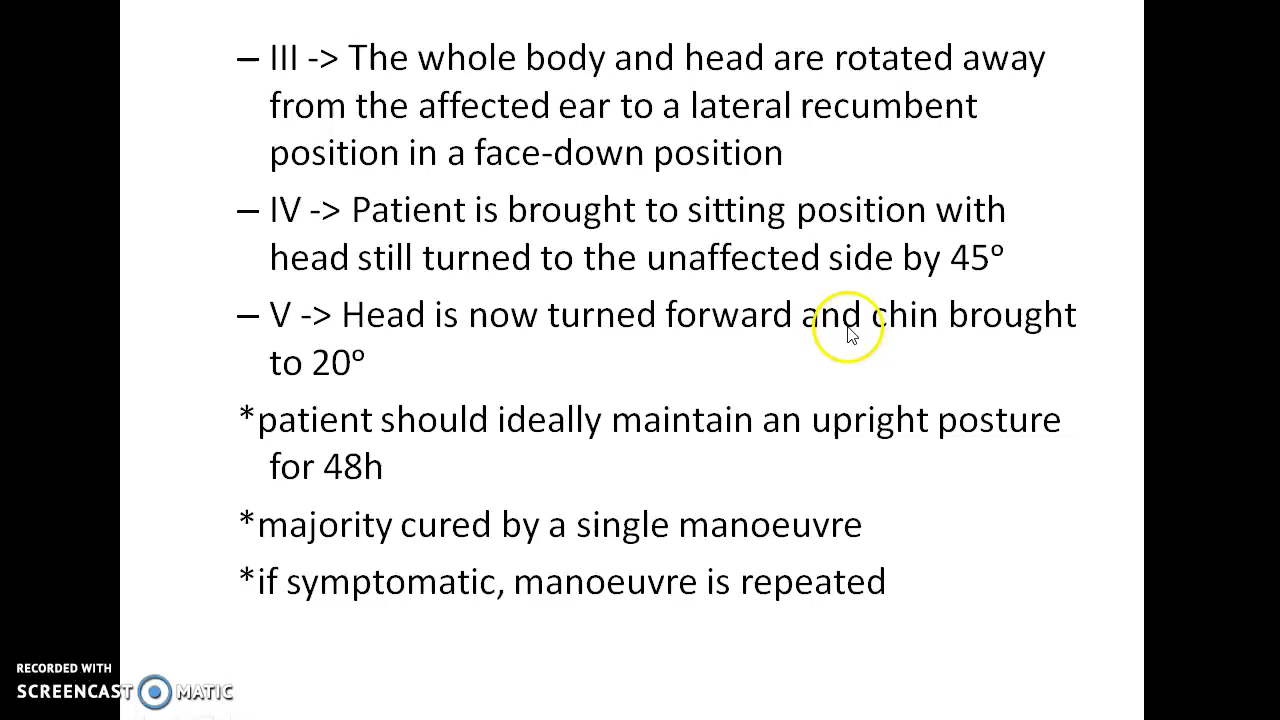 – III -> The whole body and head are rotated away
from the affected ear to a lateral recumbent
position in a face-down position
– IV -> Patient is brought to sitting position with
head still turned to the unaffected side by 45º
– V -> Head is now turned forward and chin brought
to 20º
*patient should ideally maintain an upright posture
for 48h
*majority cured by a single manoeuvre
*if symptomatic, manoeuvre is repeated
RECORDED WITH
SCREENCAST MATIC